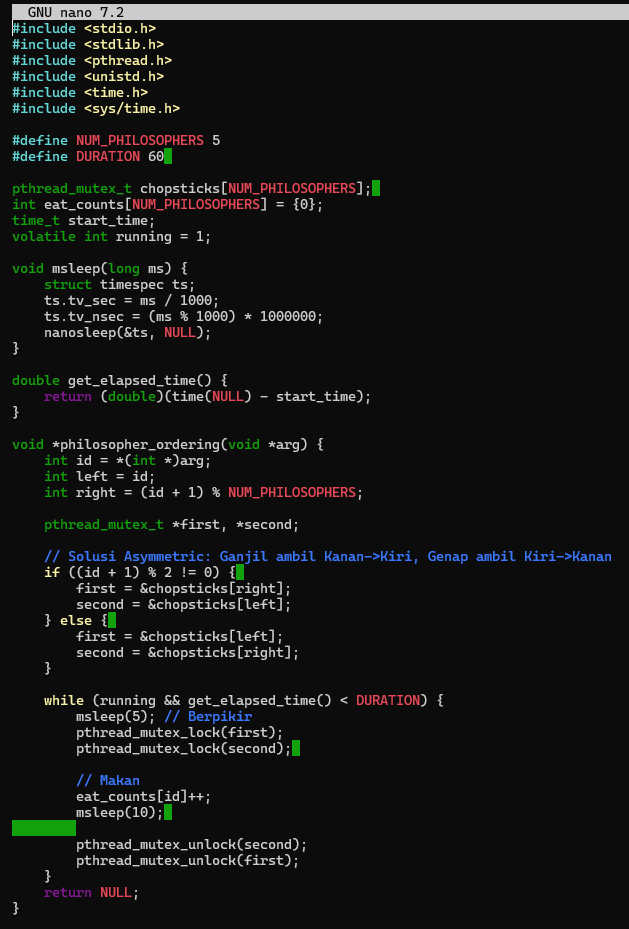 GNU nano 7.2
#include <stdio.h>
#include <stdlib.h>
#include <pthread.h>
#include <unistd.h>
#include <time.h>
#include <sys/time.h>

#define NUM_PHILOSOPHERS 5
#define DURATION 60

pthread_mutex_t chopsticks[NUM_PHILOSOPHERS];
int eat_counts[NUM_PHILOSOPHERS] = {0};
time_t start_time;
volatile int running = 1;

void msleep(long ms) {
    struct timespec ts;
    ts.tv_sec = ms / 1000;
    ts.tv_nsec = (ms % 1000) * 1000000;
    nanosleep(&ts, NULL);
}

double get_elapsed_time() {
    return (double)(time(NULL) - start_time);
}

void *philosopher_ordering(void *arg) {
    int id = *(int *)arg;
    int left = id;
    int right = (id + 1) % NUM_PHILOSOPHERS;

    pthread_mutex_t *first, *second;

    // Solusi Asymmetric: Ganjil ambil Kanan->Kiri, Genap ambil Kiri->Kanan
    if ((id + 1) % 2 != 0) {
        first = &chopsticks[right];
        second = &chopsticks[left];
    } else {
        first = &chopsticks[left];
        second = &chopsticks[right];
    }

    while (running && get_elapsed_time() < DURATION) {
        msleep(5); // Berpikir
        pthread_mutex_lock(first);
        pthread_mutex_lock(second);

        // Makan
        eat_counts[id]++;
        msleep(10);

        pthread_mutex_unlock(second);
        pthread_mutex_unlock(first);
    }
    return NULL;
}